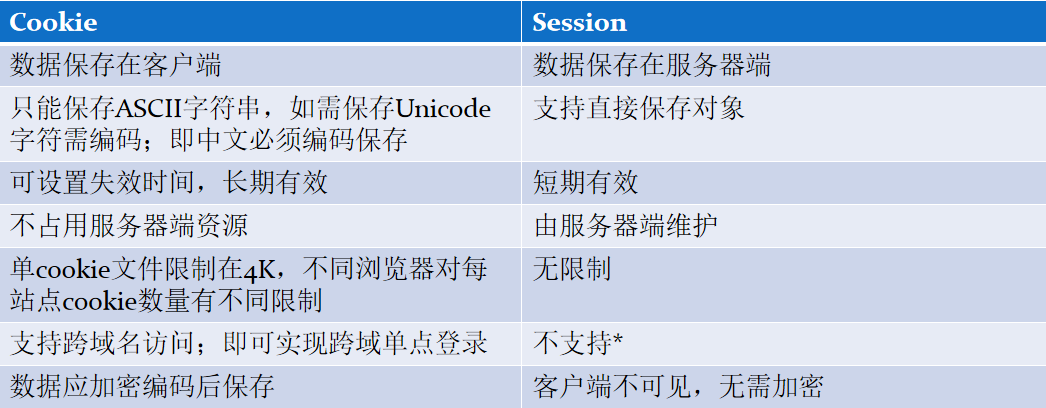 Cookie
Session
数据保存在客户端
数据保存在服务器端
只能保存ASCII字符串，如需保存Unicode
字符需编码；即中文必须编码保存
支持直接保存对象
可设置失效时间，长期有效
短期有效
不占用服务器端资源
由服务器端维护
单cookie文件限制在4K，不同浏览器对每
站点cookie数量有不同限制
无限制
支持跨域名访问；即可实现跨域单点登录
不支持*
数据应加密编码后保存
客户端不可见，无需加密